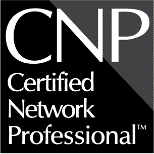 CNP
Certified
Network
Professional™